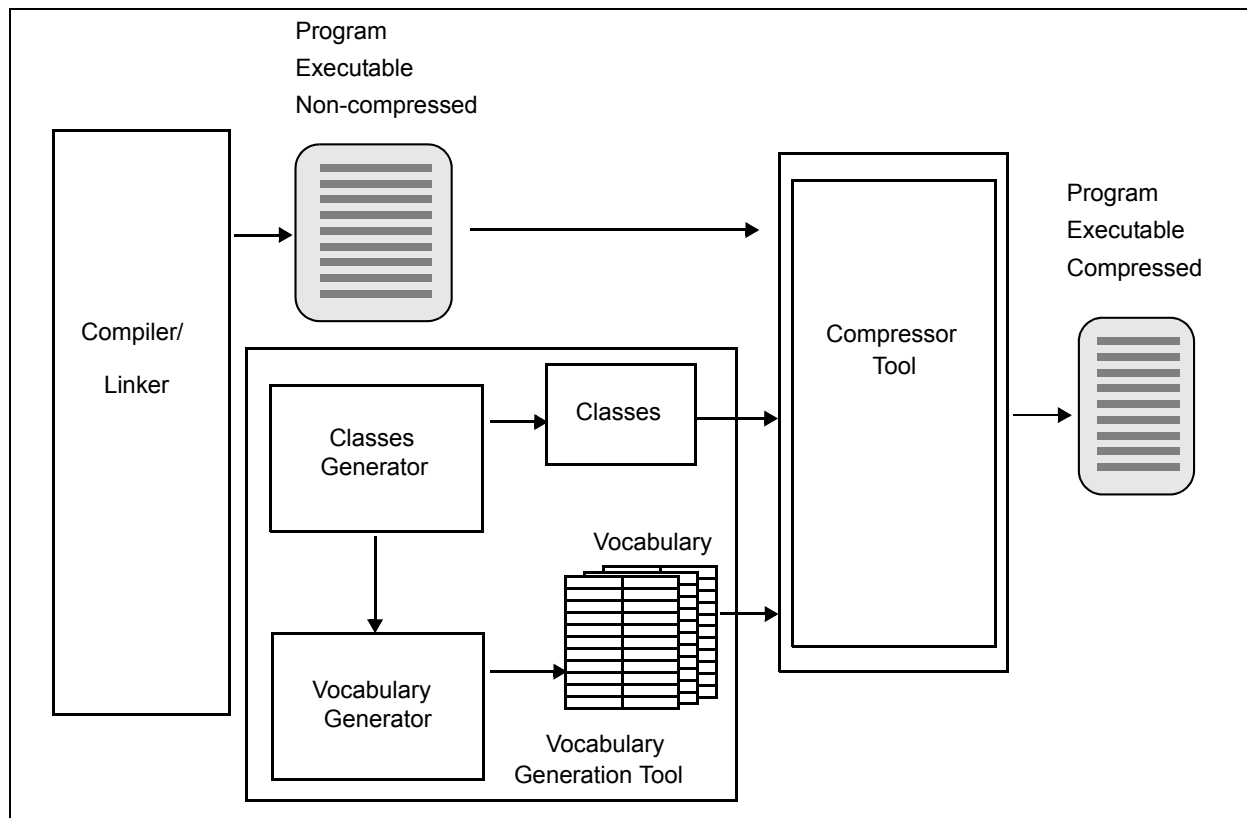 Program
Executable
Non-compressed
Program
Executable
Compressed
Compiler/
Linker
Compressor
Tool
Classes
Generator
Classes
Vocabulary
Vocabulary
Generator
Vocabulary
Generation Tool